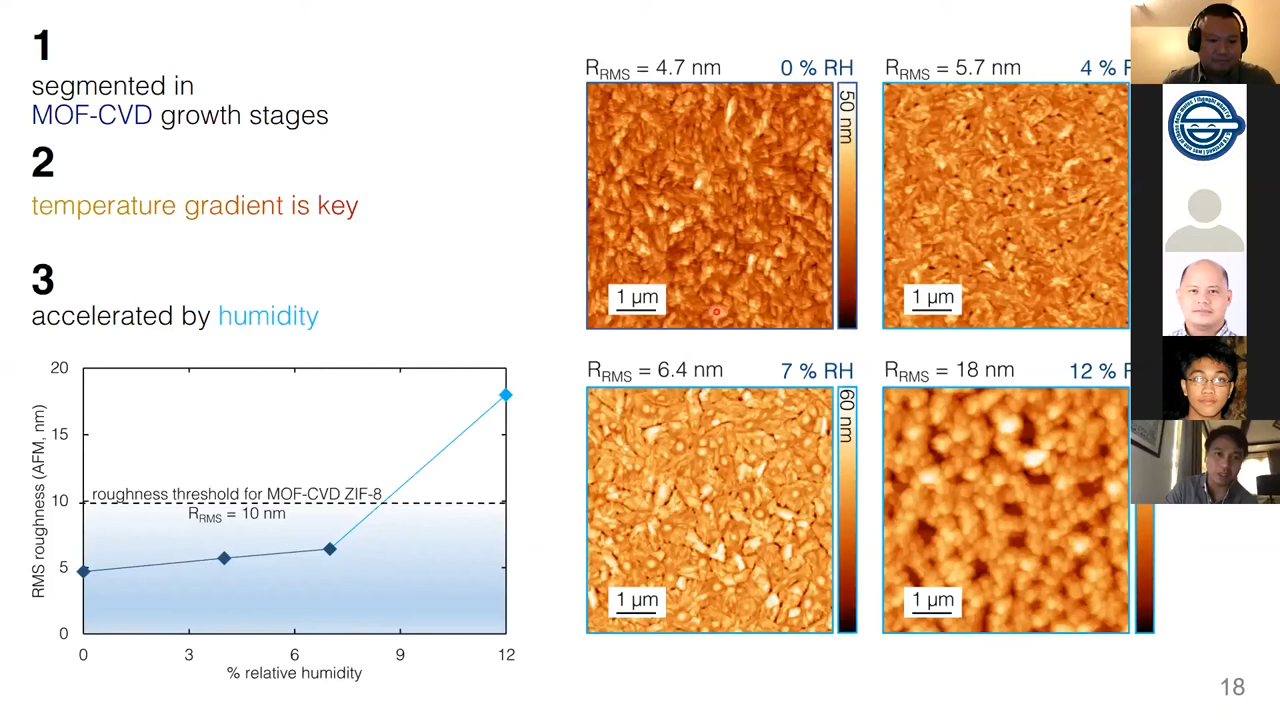 1
segmented in
MOF-CVD growth stages
2
temperature gradient is key
3
accelerated by humidity
20
15
10
5
0
RMS roughness (AFM, nm)
roughness threshold for MOF-CVD ZIF-8
RRMS = 10 nm
0 3 6 9 12
% relative humidity
RRMS = 4.7 nm 0 % RH
50 nm
1 µm
RRMS = 5.7 nm 4 %
1 µm
RRMS = 6.4 nm 7 % RH
60 nm
1 µm
RRMS = 18 nm 12 %
1 µm
18